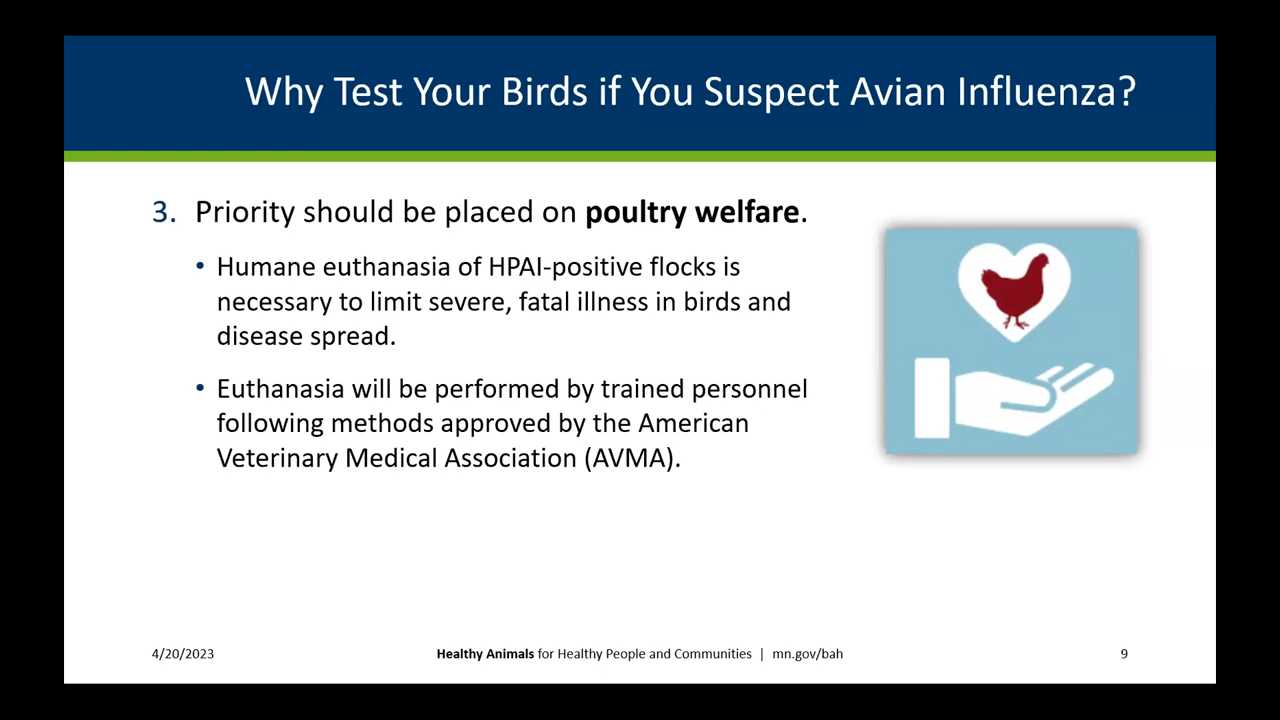 Why Test Your Birds if You Suspect Avian Influenza?
3. Priority should be placed on poultry welfare.
• Humane euthanasia of HPAI-positive flocks is
necessary to limit severe, fatal illness in birds and
disease spread.
• Euthanasia will be performed by trained personnel
following methods approved by the American
Veterinary Medical Association (AVMA).
4/20/2023
Healthy Animals for Healthy People and Communities | mn.gov/bah
9